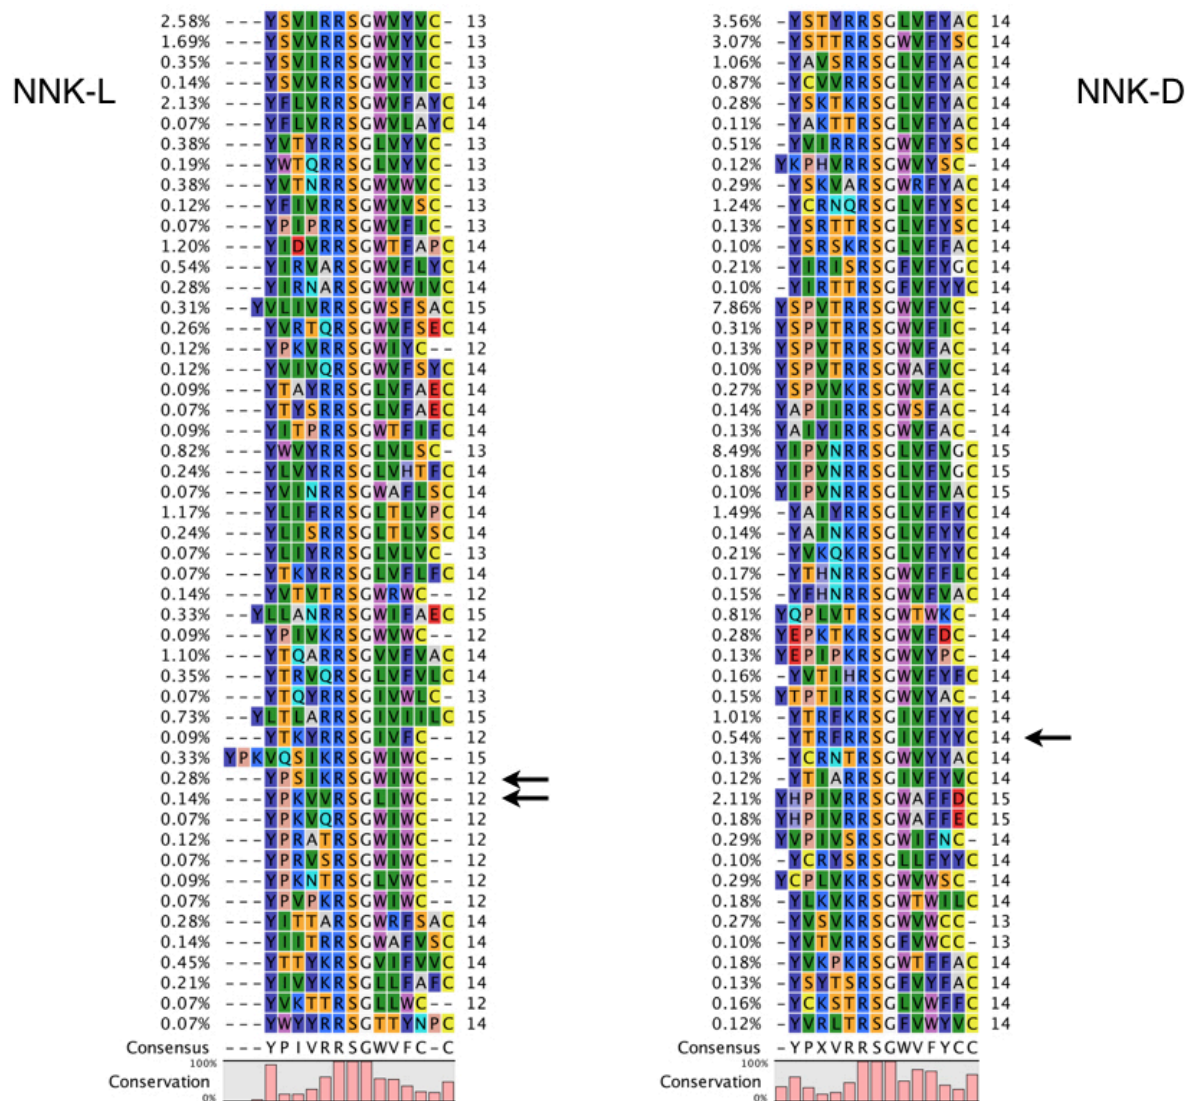 NNK-L
2.58% ---YSVIRRSGWVYVC- 13
1.69% ---YSVVRRSGWVYVC- 13
0.35% ---YSVIRRSGWVYIC- 13
0.14% ---YSVVRRSGWVYIC- 13
2.13% ---YFLVRRSGWVFAYC 14
0.07% ---YFLVRRSGWVLAYC 14
0.38% ---YVTYRRSGLVYVC- 13
0.19% ---YWTQRRSGLVYVC- 13
0.38% ---YVTNRRSGWVWVC- 13
0.12% ---YFIVRRSGWVVSC- 13
0.07% ---YPIPRRSGWVFIC- 13
1.20% ---YIDVRRSGWTFAPC 14
0.54% ---YIRVARSGWVFLYC 14
0.28% ---YIRNARSGWVWIVC 14
0.31% --YVLIVRRSGWSFSAC 15
0.26% ---YVRTQRSGWVFSEC 14
0.12% ---YPKVRRSGWIYC-- 12
0.12% ---YVIVQRSGWVFSYC 14
0.09% ---YTAYRRSGLVFAEC 14
0.07% ---YTYSRRSGLVFAEC 14
0.09% ---YITPRRSGWTFIFC 14
0.82% ---YWVYRRSGLVLSC- 13
0.24% ---YLVYRRSGLVHTFC 14
0.07% ---YVINRRSGWAFLSC 14
1.17% ---YLIFRRSGLTLVPC 14
0.24% ---YLISRRSGLTLVSC 14
0.07% ---YLIYRRSGLVLVC- 13
0.07% ---YTKYRRSGLVFLFC 14
0.14% ---YVTVTRSGWRWC-- 12
0.33% --YLLANRRSGWIFAEC 15
0.09% ---YPIVKRSGWVWC-- 12
1.10% ---YTQARRSGVVFVAC 14
0.35% ---YTRVQRSGLVFVLC 14
0.07% ---YTQYRRSGIVWLC- 13
0.73% --YLTLARRSGIVIILC 15
0.09% ---YTKYRRSGIVFC-- 12
0.33% YPKVQSIKRSGWIWC-- 15
0.28% ---YPSIKRSGWIWC-- 12
0.14% ---YPKVVRSGLIWC-- 12
0.07% ---YPKVQRSGWIWC-- 12
0.12% ---YPRATRSGWIWC-- 12
0.07% ---YPRVSRSGWIWC-- 12
0.09% ---YPKNTRSGLVWC-- 12
0.07% ---YPVPKRSGWIWC-- 12
0.28% ---YITTARSGWRFSAC 14
0.14% ---YIITRRSGWAFVSC 14
0.45% ---YTTYKRSGVIFVVC 14
0.21% ---YIVYKRSGLLFAFC 14
0.07% ---YVKTTRSGLLWC-- 12
0.07% ---YWYYRRSGTTYNPC 14
Consensus ---YPIVRRSGWVFC-C
100%
Conservation
0%
NNK-D
3.56% -YSTYRRSGLVFYAC 14
3.07% -YSTTRRSGWVFYSC 14
1.06% -YAVSRRSGLVFYAC 14
0.87% -YCVVRRSGLVFYAC 14
0.28% -YSKTKRSGLVFYAC 14
0.11% -YAKTTRSGLVFYAC 14
0.51% -YVIRRRSGLVFYSC 14
0.12% YKPHVRRSGWVYSC- 14
0.29% -YSKVARSGWRFYAC 14
1.24% -YCRNQRSGLVFYSC 14
0.13% -YSRTTRSGLVFYSC 14
0.10% -YSRSKRSGLVFFAC 14
0.21% -YIRISRSGFVFYGC 14
0.10% -YIRTTRSGFVFYYC 14
7.86% YSPVTRRSGWVFVC- 14
0.31% YSPVTRRSGWVFIC- 14
0.13% YSPVTRRSGWVFAC- 14
0.10% YSPVTRRSGWAFVC- 14
0.27% YSPVVKRSGWVFAC- 14
0.14% YAPIIRRSGWSFAC- 14
0.13% YAIYIRRSGWVFAC- 14
8.49% YIPVNRRSGLVFVGC 15
0.18% YIPVNRRSGLVFYGC 15
0.10% YIPVNRRSGLVFVAC 15
1.49% -YAIYRRSGLVFYYC 14
0.14% -YAINKRSGLVFYYC 14
0.21% -YVKQKRSGLVFYYC 14
0.17% -YTHNRRSGWVFFLC 14
0.15% -YFHNRRSGWVFVAC 14
0.81% YQPLVTRSGWTWKC- 14
0.28% YEPKTKRSGWVFDC- 14
0.13% YEPIPKRSGWVYPC- 14
0.16% -YVTIHRSGWVFYFC 14
0.15% YTPTIRRSGWVYAC- 14
1.01% -YTRFKRSGIVFYYC 14
0.54% -YTRFRRSGIVFYYC 14
0.13% -YCRNTRSGWVYYAC 14
0.12% -YTIARRSGIVFYVC 14
2.11% YHPIVRRSGWAFFDC 15
0.18% YHPIVRRSGWAFFEC 15
0.29% YVPIVSRSGWIFNC- 14
0.10% -YCRYSRSGLLFYYC 14
0.29% YCPLVKRSGWVWSC- 14
0.18% -YLKVKRSGWTWILC 14
0.27% -YVSVKRSGWVWCC- 13
0.10% -YVTVRRSGFVWCC- 13
0.18% -YVKPKRSGWTFFAC 14
0.13% -YSYTSRSGFVYFAC 14
0.16% -YCKSTRSGLVWFFC 14
0.12% -YVRLTRSGFVWYVC 14
Consensus -YPXVRRSGWVFYCC
100%
Conservation
0%